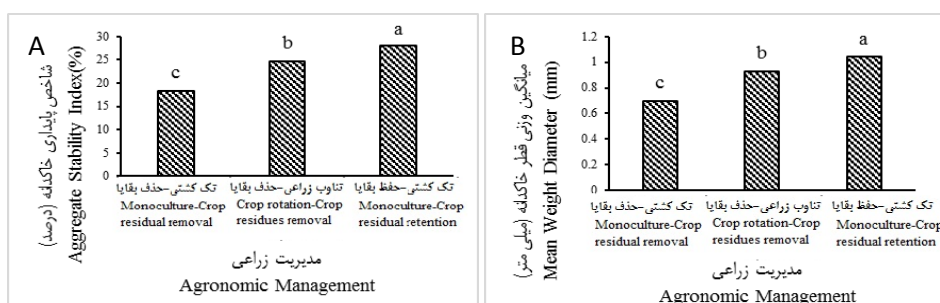 A
شاخص پایداری خاکدانه (درصد)
Aggregate Stability Index(%)
30
25
20
15
10
5
0
c
b
a
تک کشتی-حذف بقایا
Monoculture-Crop
residual removal
تناوب زراعی-حذف بقایا
Crop rotation-Crop
residues removal
تک کشتی-حفظ بقایا
Monoculture-Crop
residual retention
مدیریت زراعی
Agronomic Management
B
میانگین وزنی قطر خاکدانه (میلی متر)
Mean Weight Diameter (mm)
1.2
1
0.8
0.6
0.4
0.2
0
c
b
a
تک کشتی-حذف بقایا
Monoculture-Crop
residual removal
تناوب زراعی-حذف بقایا
Crop rotation-Crop
residues removal
تک کشتی-حفظ بقایا
Monoculture-Crop
residual retention
مدیریت زراعی
Agronomic Management